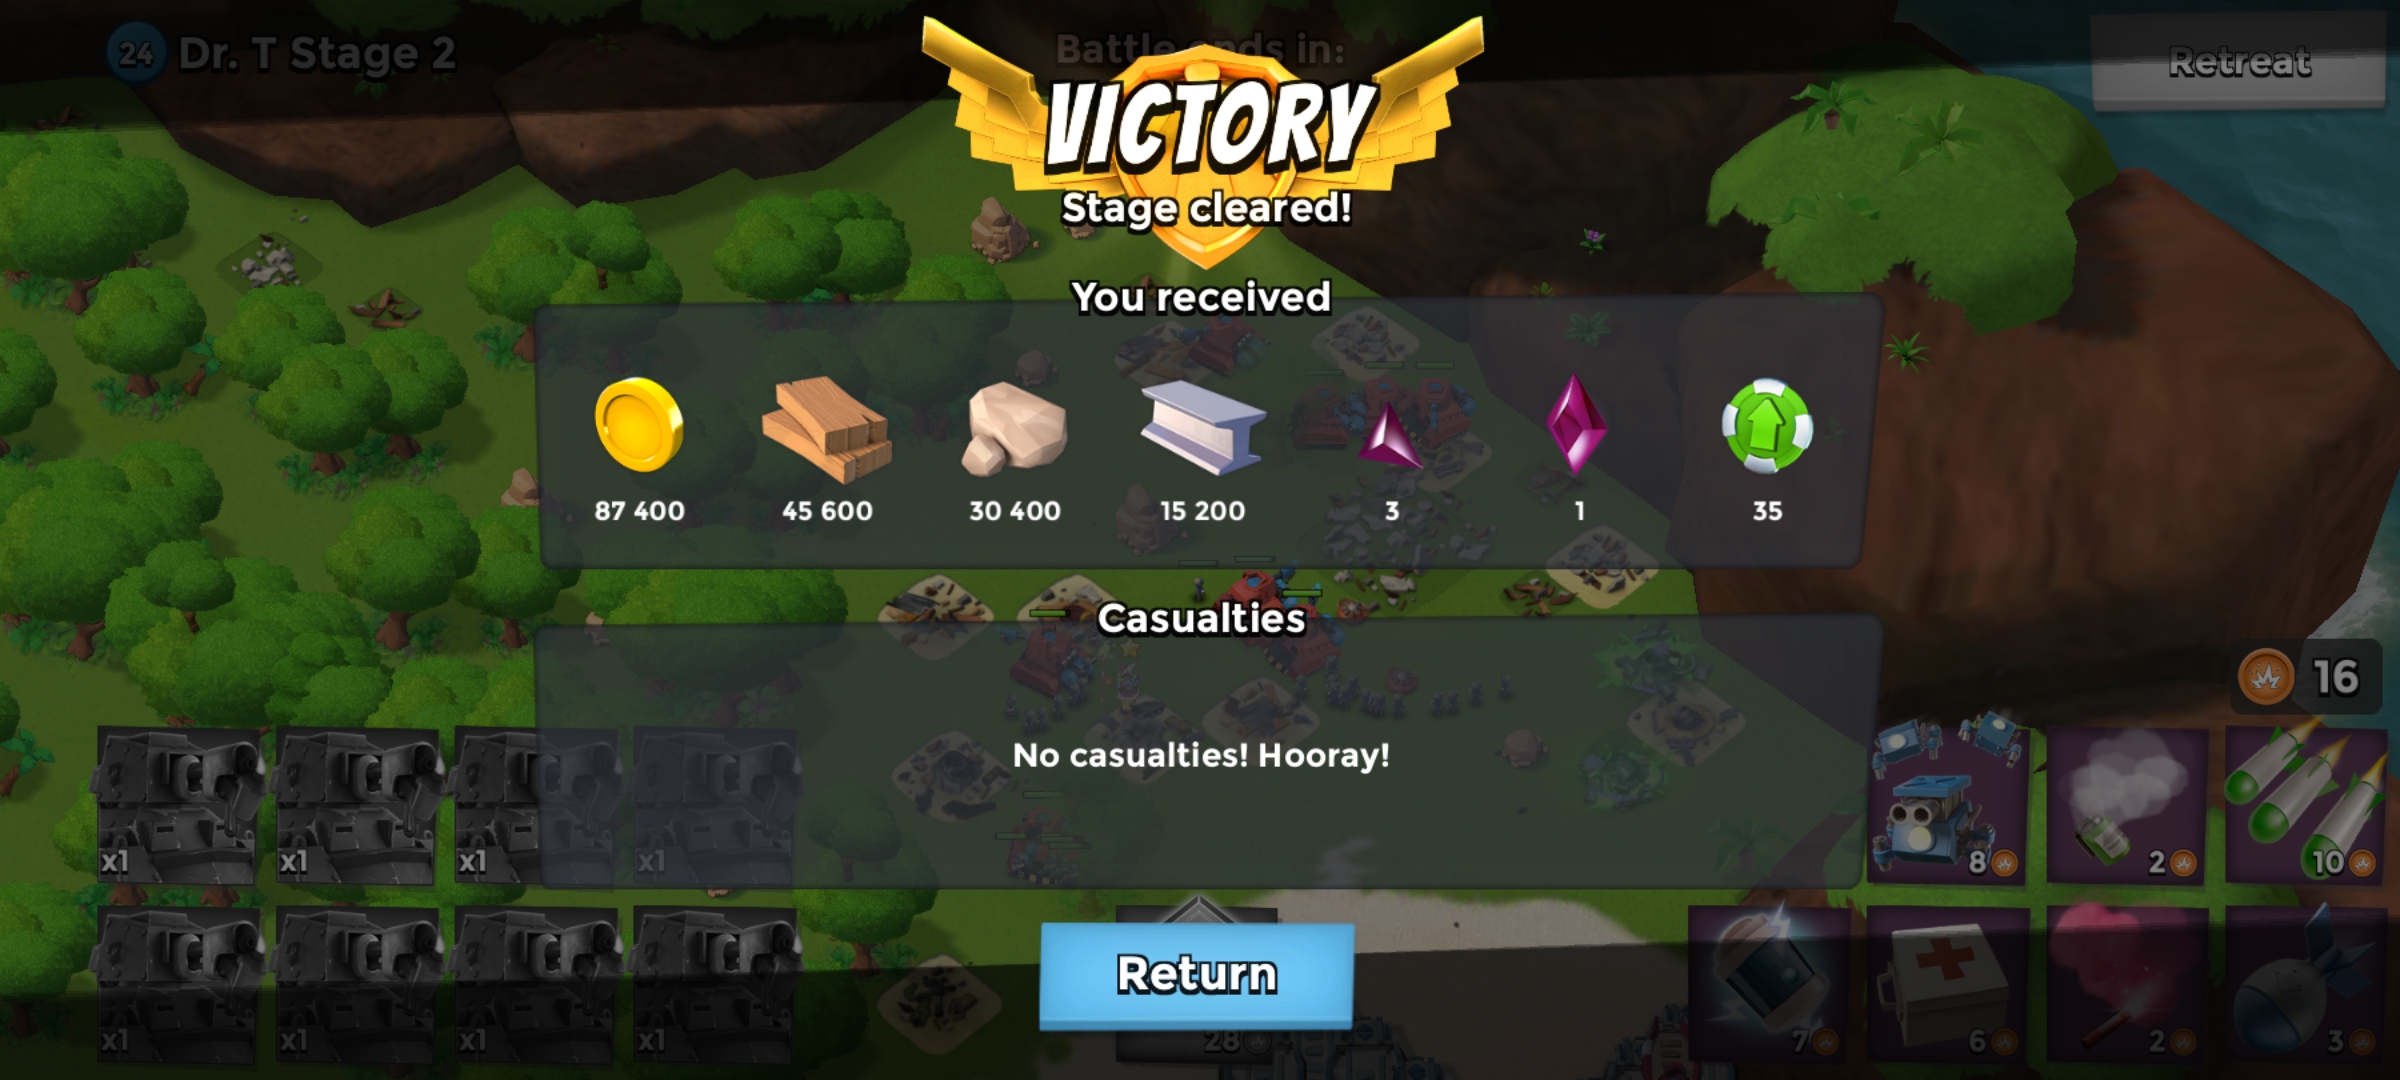 24 Dr. T Stage 2
Battle ends in:
Retreat
VICTORY
Stage cleared!
You received
87 400
45 600
30 400
15 200
3
1
35
Casualties
No casualties! Hooray!
16
x1
x1
x1
x1
8
2
10
x1
x1
x1
x1
Return
28
7
6
2
3